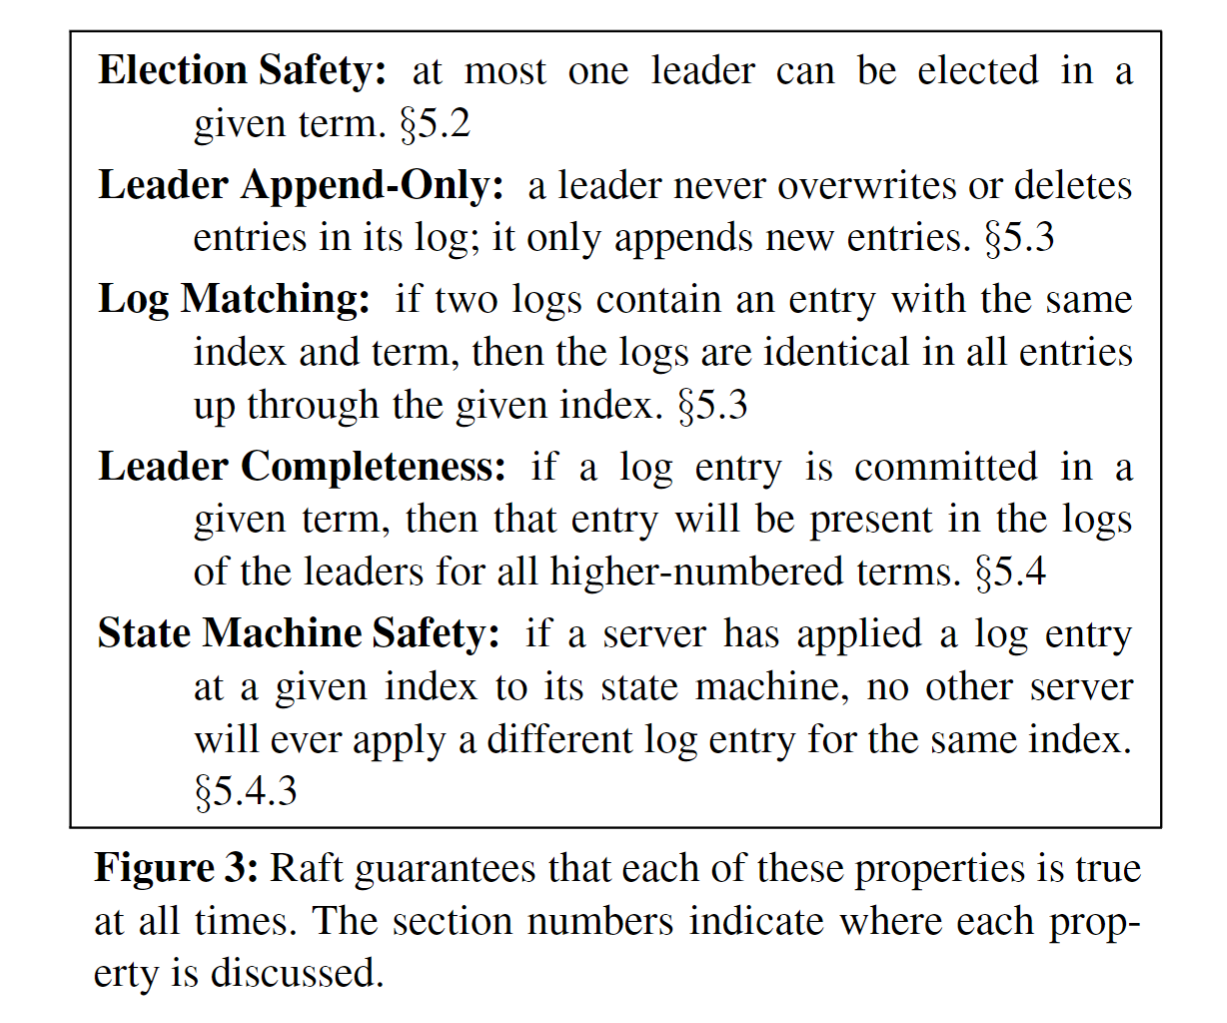 Election Safety: at most one leader can be elected in a
given term. §5.2
Leader Append-Only: a leader never overwrites or deletes
entries in its log; it only appends new entries. §5.3
Log Matching: if two logs contain an entry with the same
index and term, then the logs are identical in all entries
up through the given index. §5.3
Leader Completeness: if a log entry is committed in a
given term, then that entry will be present in the logs
of the leaders for all higher-numbered terms. §5.4
State Machine Safety: if a server has applied a log entry
at a given index to its state machine, no other server
will ever apply a different log entry for the same index.
§5.4.3
Figure 3: Raft guarantees that each of these properties is true
at all times. The section numbers indicate where each prop-
erty is discussed.